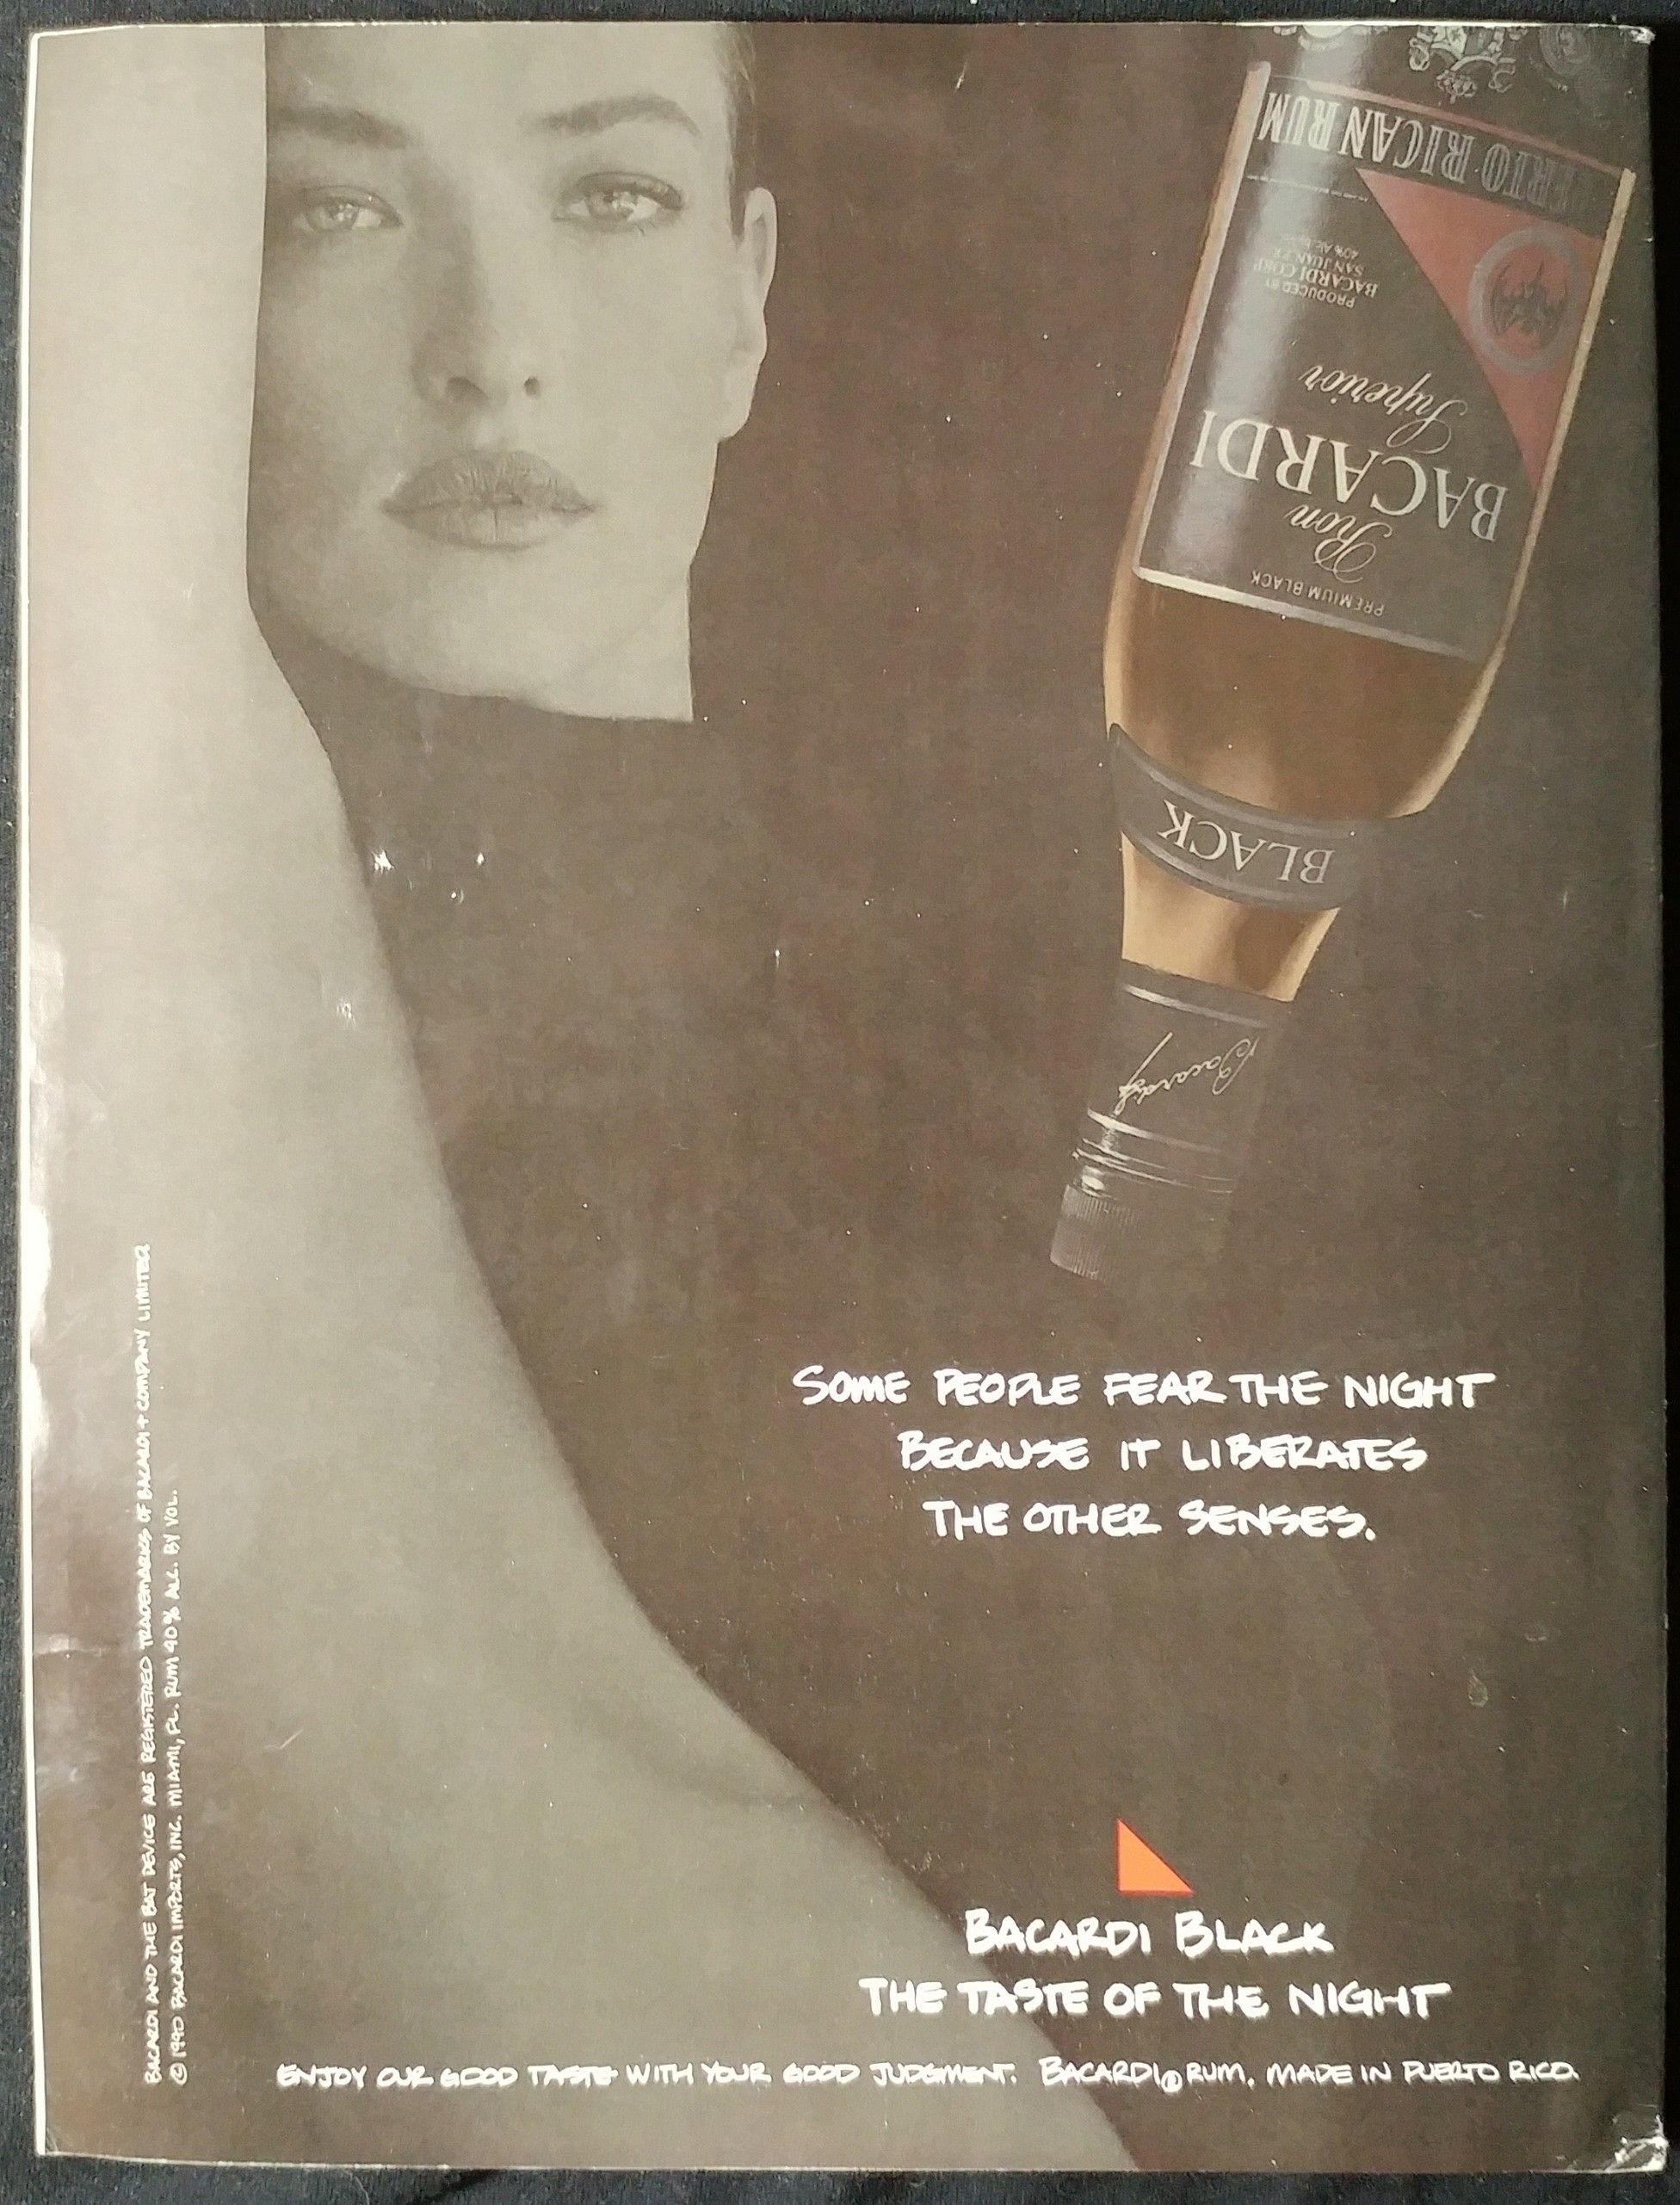 PUERTO RICAN RUM
PRODUCED BY
BACARDI CORP.
SAN JUAN, P.R.
40% Alc. by Vol.
Superior
BACARDI
Ron
PREMIUM BLACK
BLACK
Bacardi
SOME PEOPLE FEAR THE NIGHT
BECAUSE IT LIBERATES
THE OTHER SENSES.
BACARDI BLACK
THE TASTE OF THE NIGHT
ENJOY OUR GOOD TASTE WITH YOUR GOOD JUDGMENT. BACARDI® RUM, MADE IN PUERTO RICO.
BACARDI AND THE BAT DEVICE ARE REGISTERED TRADEMARKS OF BACARDI + COMPANY LIMITED
© 1990 BACARDI IMPORTS, INC. MIAMI, FL. RUM 40% ALC. BY VOL.